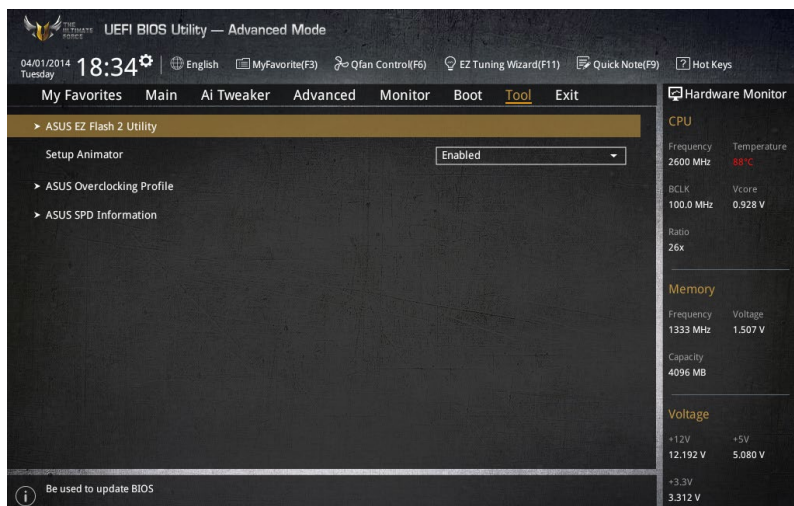 THE ULTIMATE FORCE
UEFI BIOS Utility — Advanced Mode
04/01/2014
Tuesday
18:34
English
MyFavorite(F3)
Qfan Control(F6)
EZ Tuning Wizard(F11)
Quick Note(F9)
? Hot Keys
My Favorites
Main
Ai Tweaker
Advanced
Monitor
Boot
Tool
Exit
> ASUS EZ Flash 2 Utility
Setup Animator
Enabled
> ASUS Overclocking Profile
> ASUS SPD Information
Be used to update BIOS
Hardware Monitor
CPU
Frequency Temperature
2600 MHz 88°C
BCLK Vcore
100.0 MHz 0.928 V
Ratio
26x
Memory
Frequency Voltage
1333 MHz 1.507 V
Capacity
4096 MB
Voltage
+12V +5V
12.192 V 5.080 V
+3.3V
3.312 V